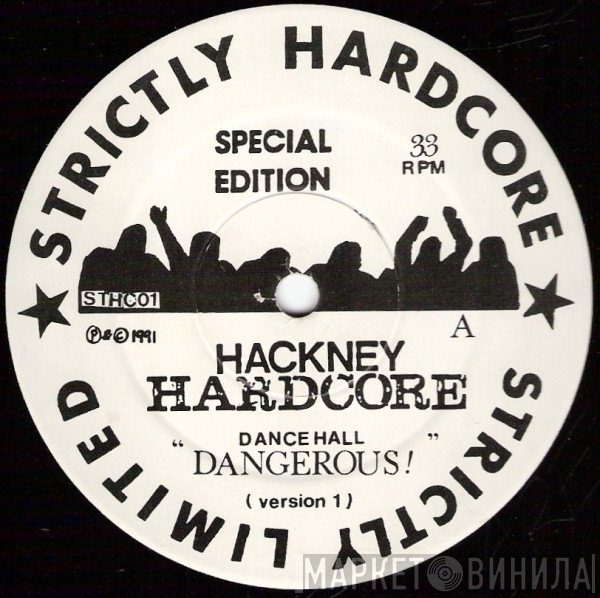 STRICTLY HARDCORE
SPECIAL
EDITION
33
RPM
STHC01
Ⓟ & © 1991
A
HACKNEY
HARDCORE
DANCE HALL
" DANGEROUS! "
( version 1 )
STRICTLY LIMITED
МАРКЕТ ВИНИЛА